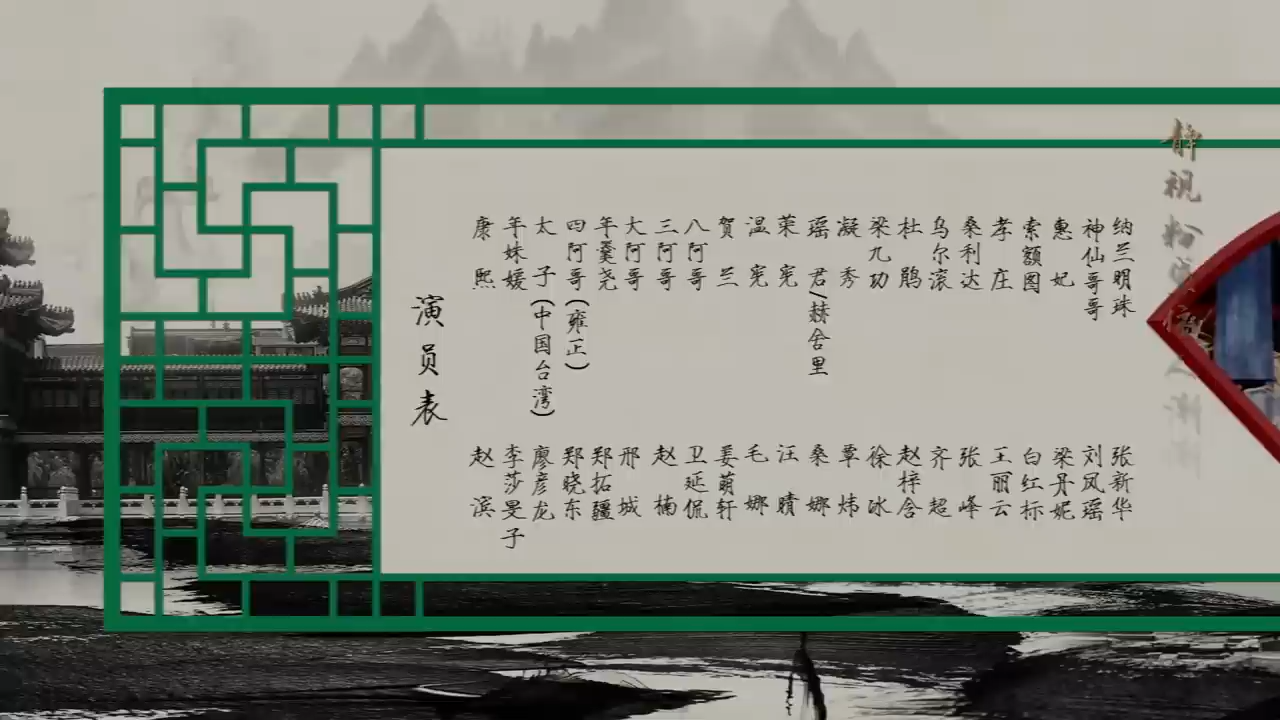 演员表
康熙 赵滨
年妹媛 李莎旻子
太子(中国台湾) 廖彦龙
四阿哥(雍正) 郑晓东
年羹尧 郑拓疆
大阿哥 邢城
三阿哥 赵楠
八阿哥 卫延侃
贺兰 姜萌轩
温宪 毛娜
荣宪 汪晴
瑶君/赫舍里 桑娜
凝秀 覃炜
梁九功 徐冰
杜鹃 赵梓含
乌尔滚 齐超
桑利达 张峰
孝庄 王丽云
索额图 白红标
惠妃 梁丹妮
神仙哥哥 刘风瑶
纳兰明珠 张新华
静视